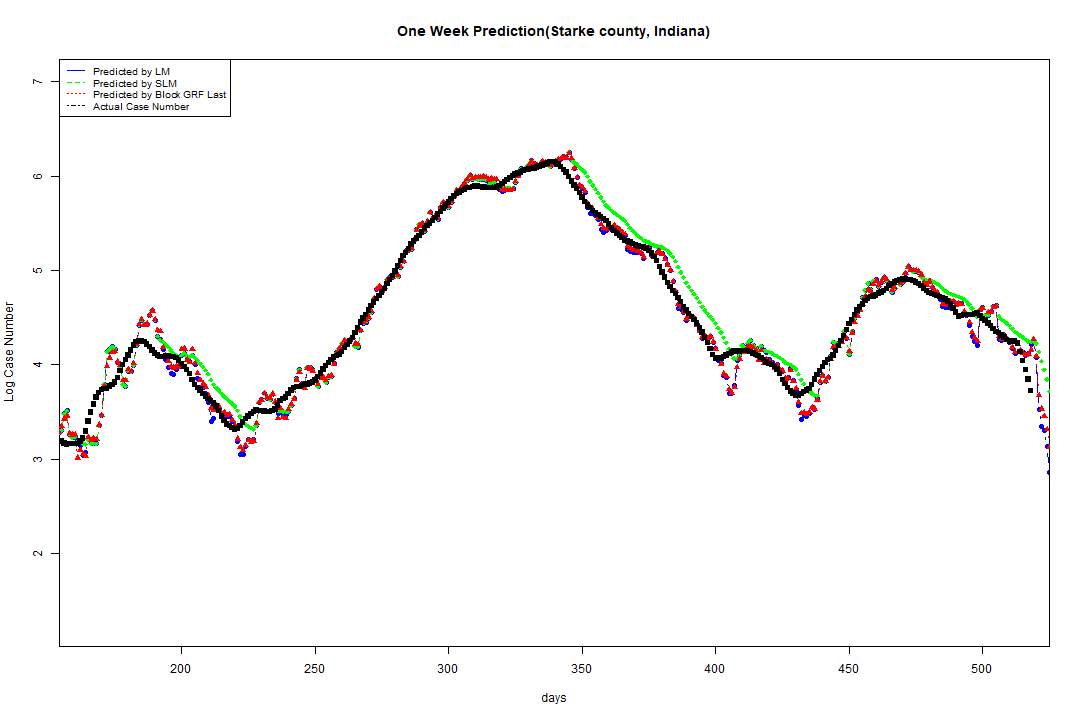 One Week Prediction(Starke county, Indiana)
Predicted by LM
Predicted by SLM
Predicted by Block GRF Last
Actual Case Number
7
6
5
4
3
2
Log Case Number
200 250 300 350 400 450 500
days